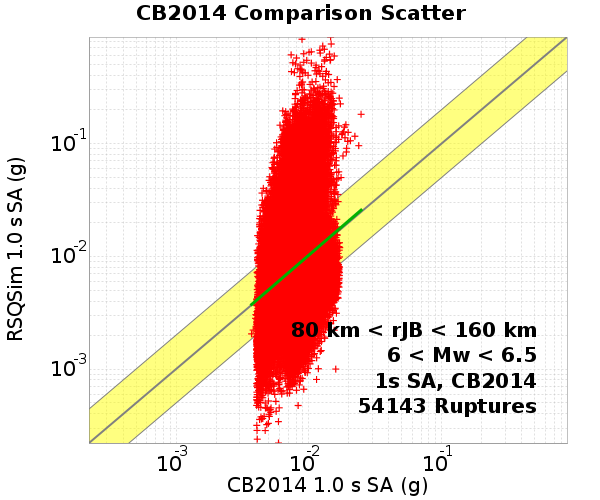 CB2014 Comparison Scatter
RSQSim 1.0 s SA (g)
10-1
10-2
10-3
80 km < rJB < 160 km
6 < Mw < 6.5
1s SA, CB2014
54143 Ruptures
10-3 10-2 10-1
CB2014 1.0 s SA (g)